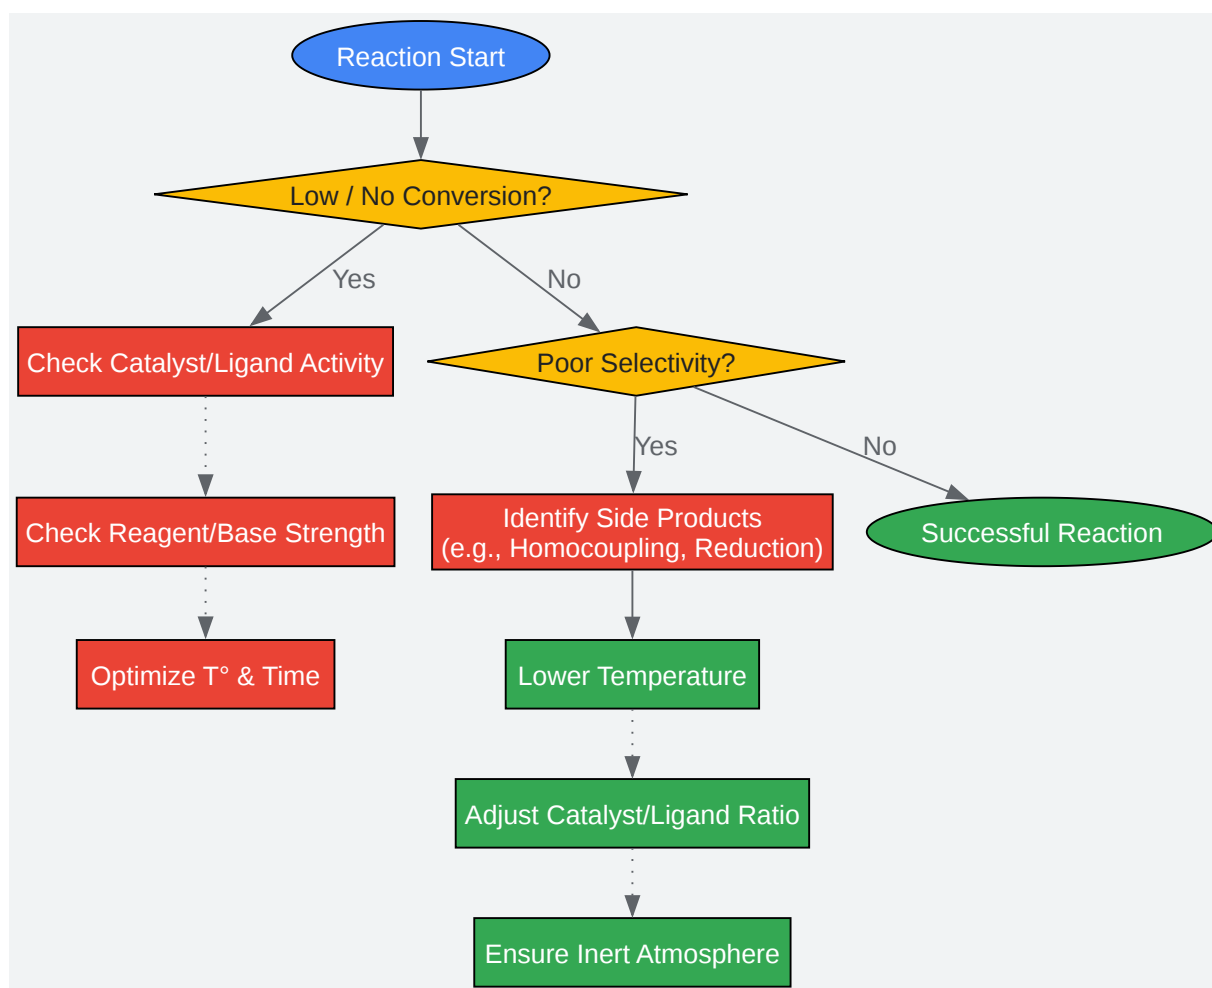 Reaction Start
Low / No Conversion?
Yes
No
Check Catalyst/Ligand Activity
Poor Selectivity?
Yes
No
Check Reagent/Base Strength
Identify Side Products
(e.g., Homocoupling, Reduction)
Successful Reaction
Optimize T° & Time
Lower Temperature
Adjust Catalyst/Ligand Ratio
Ensure Inert Atmosphere